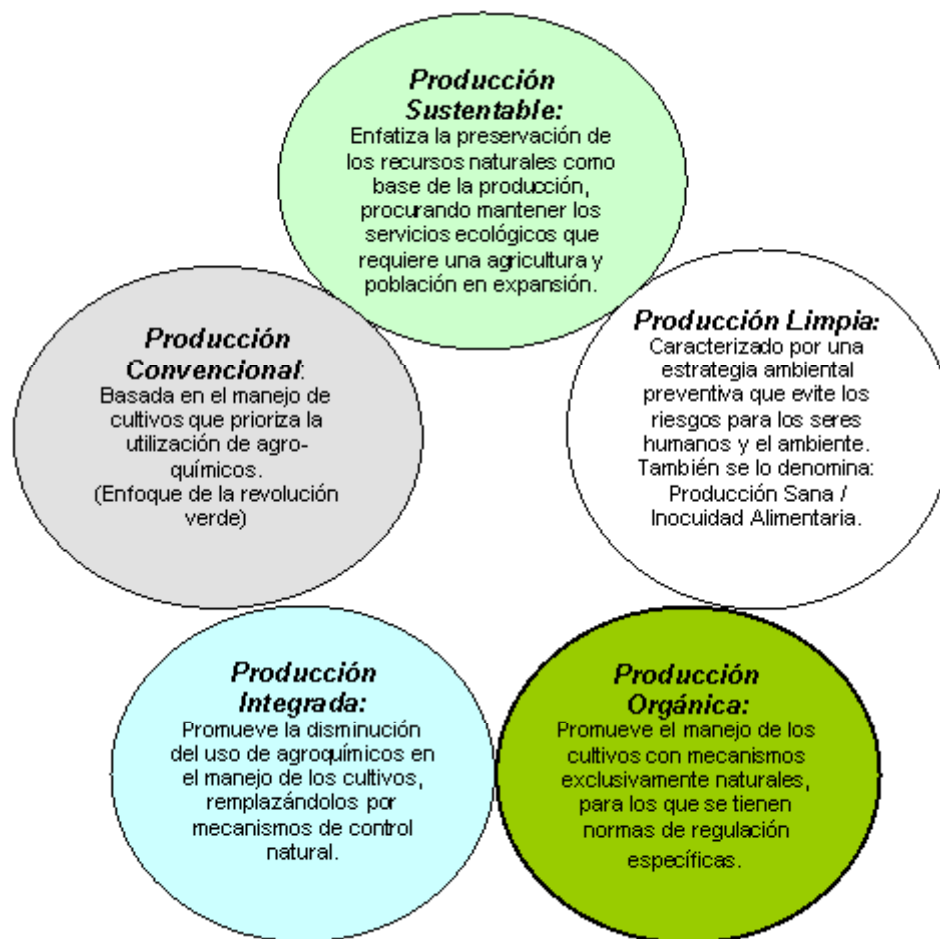 Producción
Sustentable:
Enfatiza la preservación de
los recursos naturales como
base de la producción,
procurando mantener los
servicios ecológicos que
requiere una agricultura y
población en expansión.
Producción
Convencional:
Basada en el manejo de
cultivos que prioriza la
utilización de agro-
químicos.
(Enfoque de la revolución
verde)
Producción Limpia:
Caracterizado por una
estrategia ambiental
preventiva que evite los
riesgos para los seres
humanos y el ambiente.
También se lo denomina:
Producción Sana /
Inocuidad Alimentaria.
Producción
Integrada:
Promueve la disminución
del uso de agroquímicos en
el manejo de los cultivos,
remplazándolos por
mecanismos de control
natural.
Producción
Orgánica:
Promueve el manejo de los
cultivos con mecanismos
exclusivamente naturales,
para los que se tienen
normas de regulación
específicas.